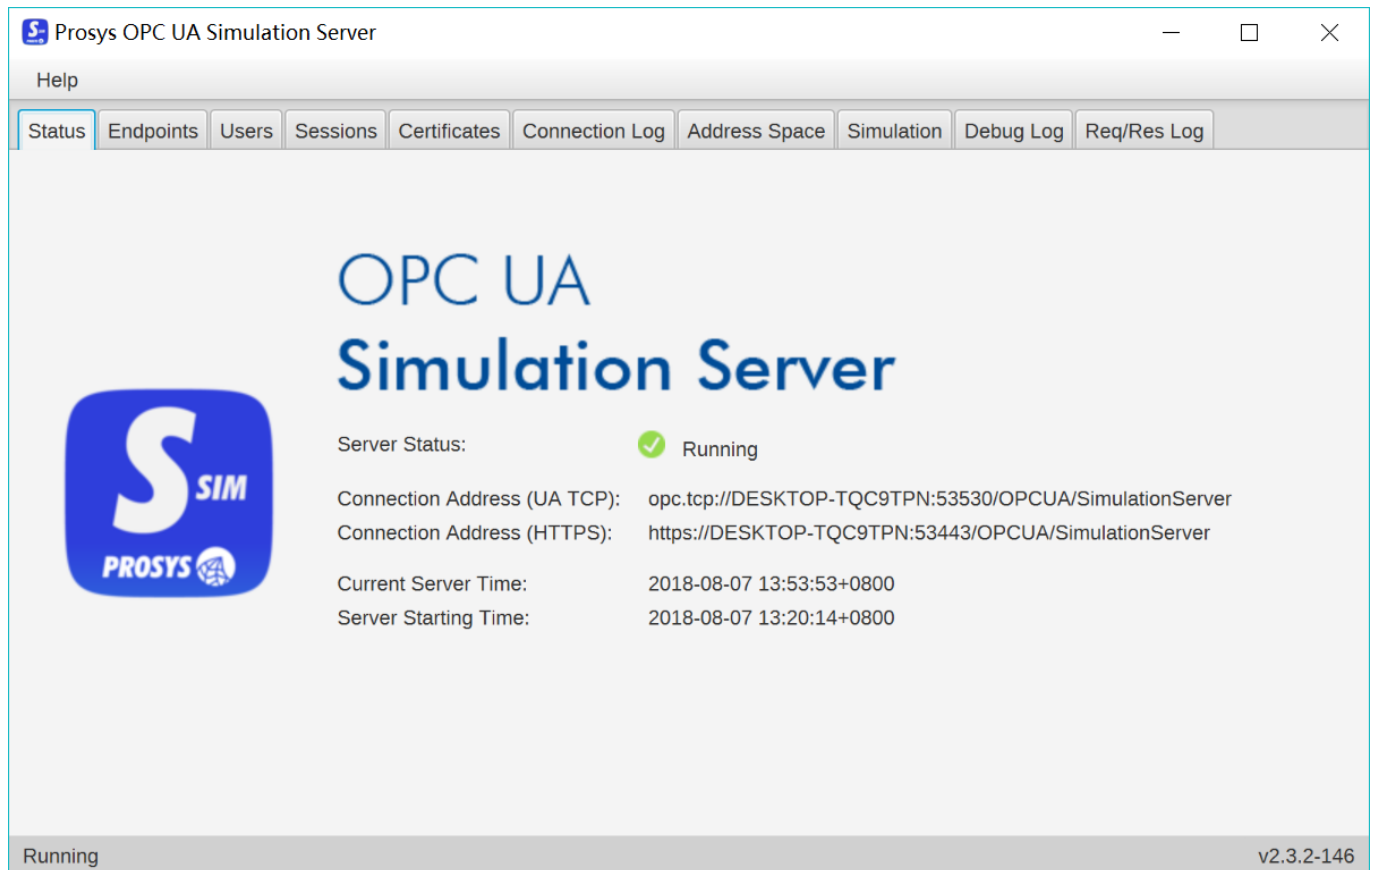 Prosys OPC UA Simulation Server
Help
Status Endpoints Users Sessions Certificates Connection Log Address Space Simulation Debug Log Req/Res Log
OPC UA
Simulation Server
S SIM
PROSYS
Server Status: Running
Connection Address (UA TCP): opc.tcp://DESKTOP-TQC9TPN:53530/OPCUA/SimulationServer
Connection Address (HTTPS): https://DESKTOP-TQC9TPN:53443/OPCUA/SimulationServer
Current Server Time: 2018-08-07 13:53:53+0800
Server Starting Time: 2018-08-07 13:20:14+0800
Running v2.3.2-146